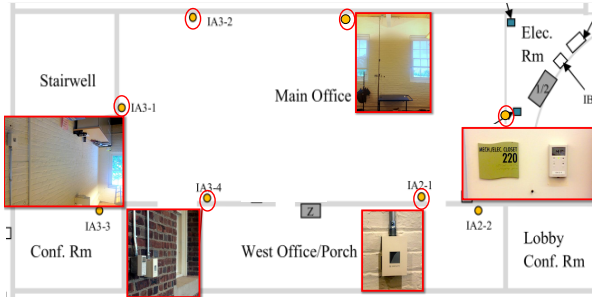 IA3-2
Elec.
Rm
Stairwell
Main Office
1/2
IB
IA3-1
MECH./ELEC. CLOSET
220
IA3-4
IA2-1
IA3-3
Z
IA2-2
Conf. Rm
West Office/Porch
Lobby
Conf. Rm